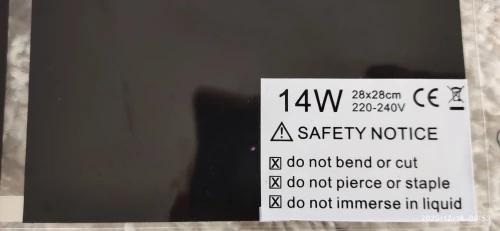 14W 28x28cm
220-240V CE
SAFETY NOTICE
do not bend or cut
do not pierce or staple
do not immerse in liquid